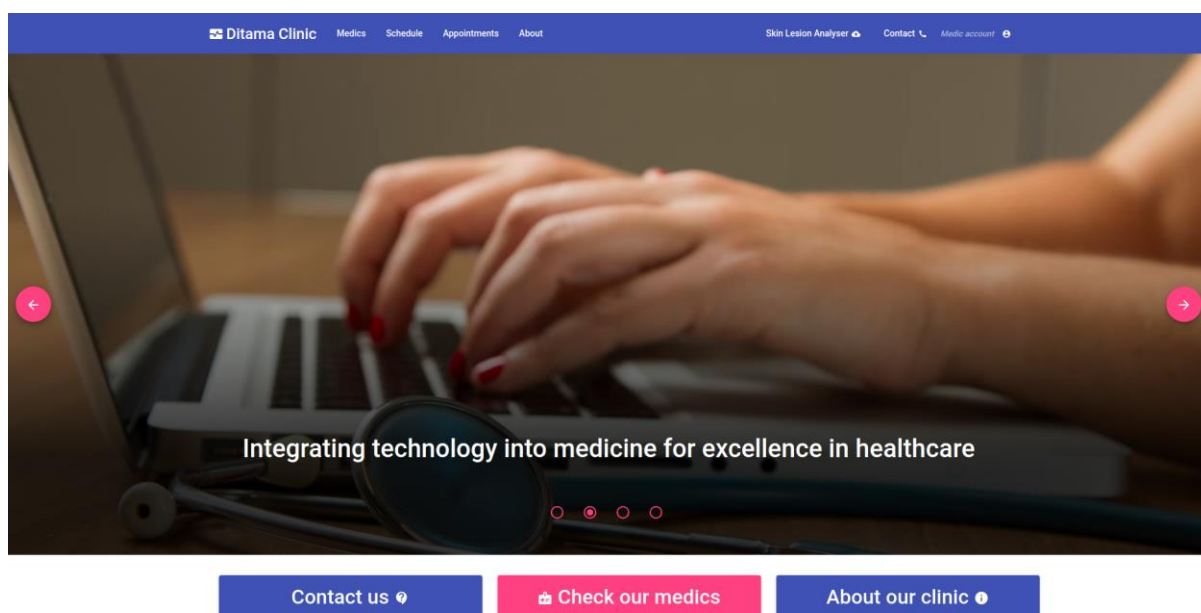 Ditama Clinic Medics Schedule Appointments About Skin Lesion Analyser Contact Medic account
Integrating technology into medicine for excellence in healthcare
Contact us Check our medics About our clinic